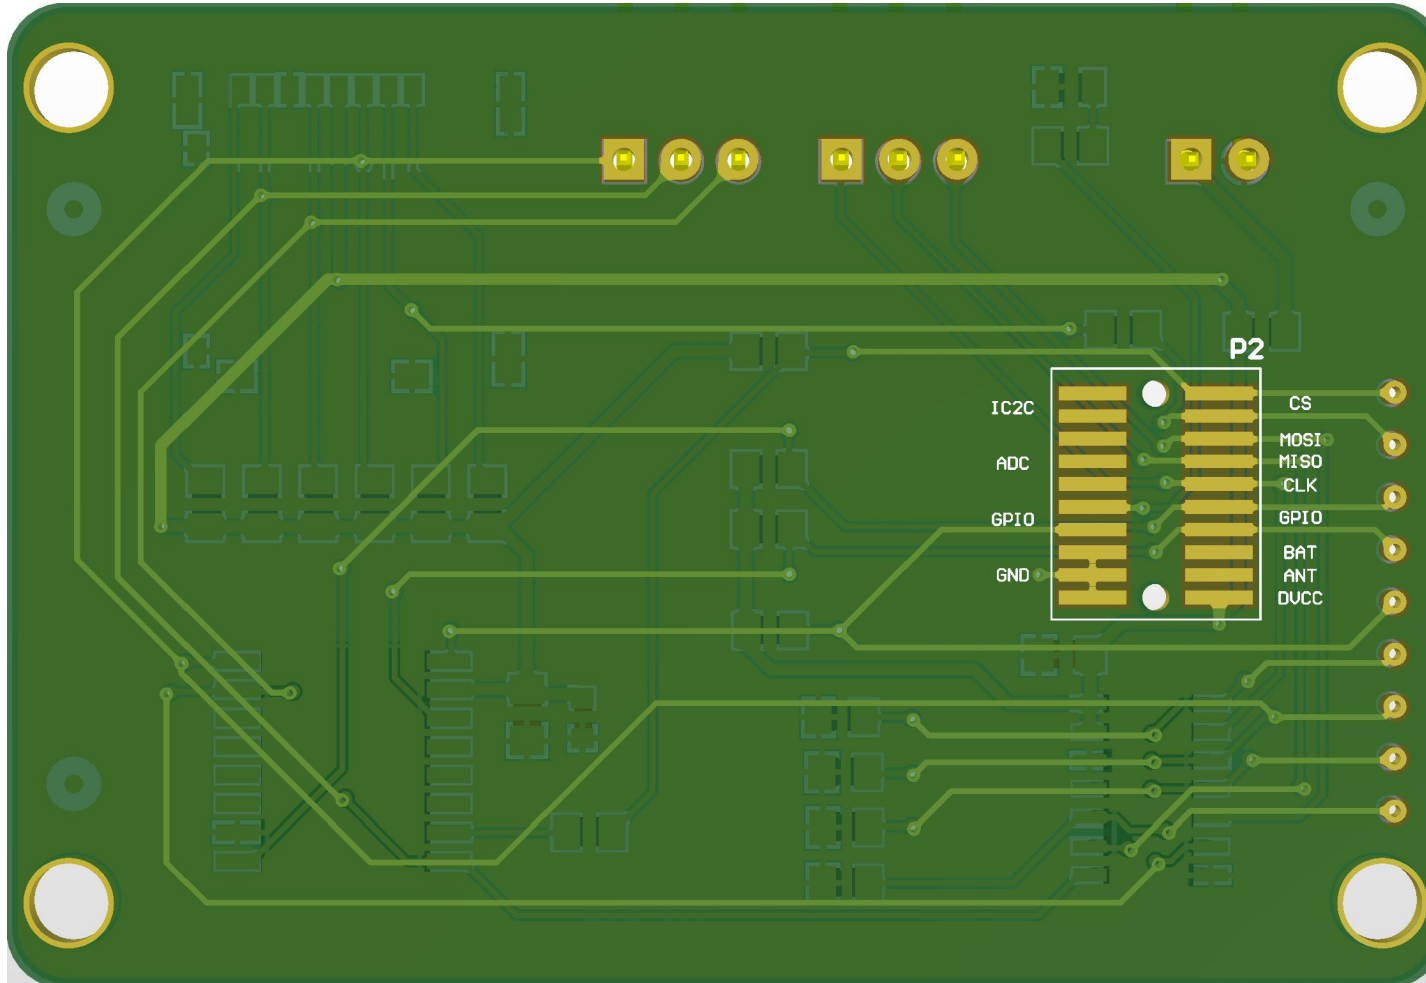 P2
IC2C
CS
MOSI
ADC
MISO
CLK
GPIO
GPIO
BAT
GND
ANT
DVCC